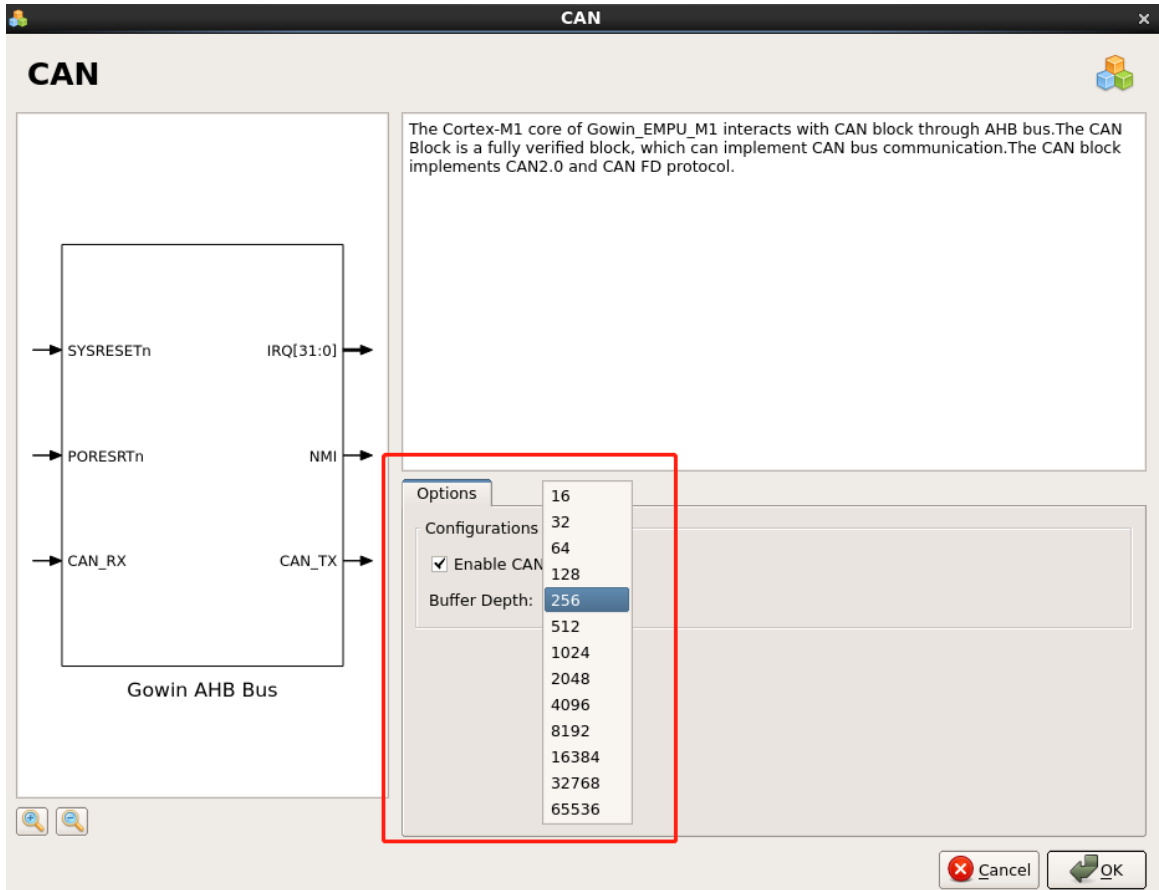 CAN
CAN
The Cortex-M1 core of Gowin_EMPU_M1 interacts with CAN block through AHB bus.The CAN
Block is a fully verified block, which can implement CAN bus communication.The CAN block
implements CAN2.0 and CAN FD protocol.
SYSRESETn IRQ[31:0]
PORESRTn NMI
CAN_RX CAN_TX
Gowin AHB Bus
Options
Configurations
Enable CAN
Buffer Depth:
16
32
64
128
256
512
1024
2048
4096
8192
16384
32768
65536
Cancel
OK